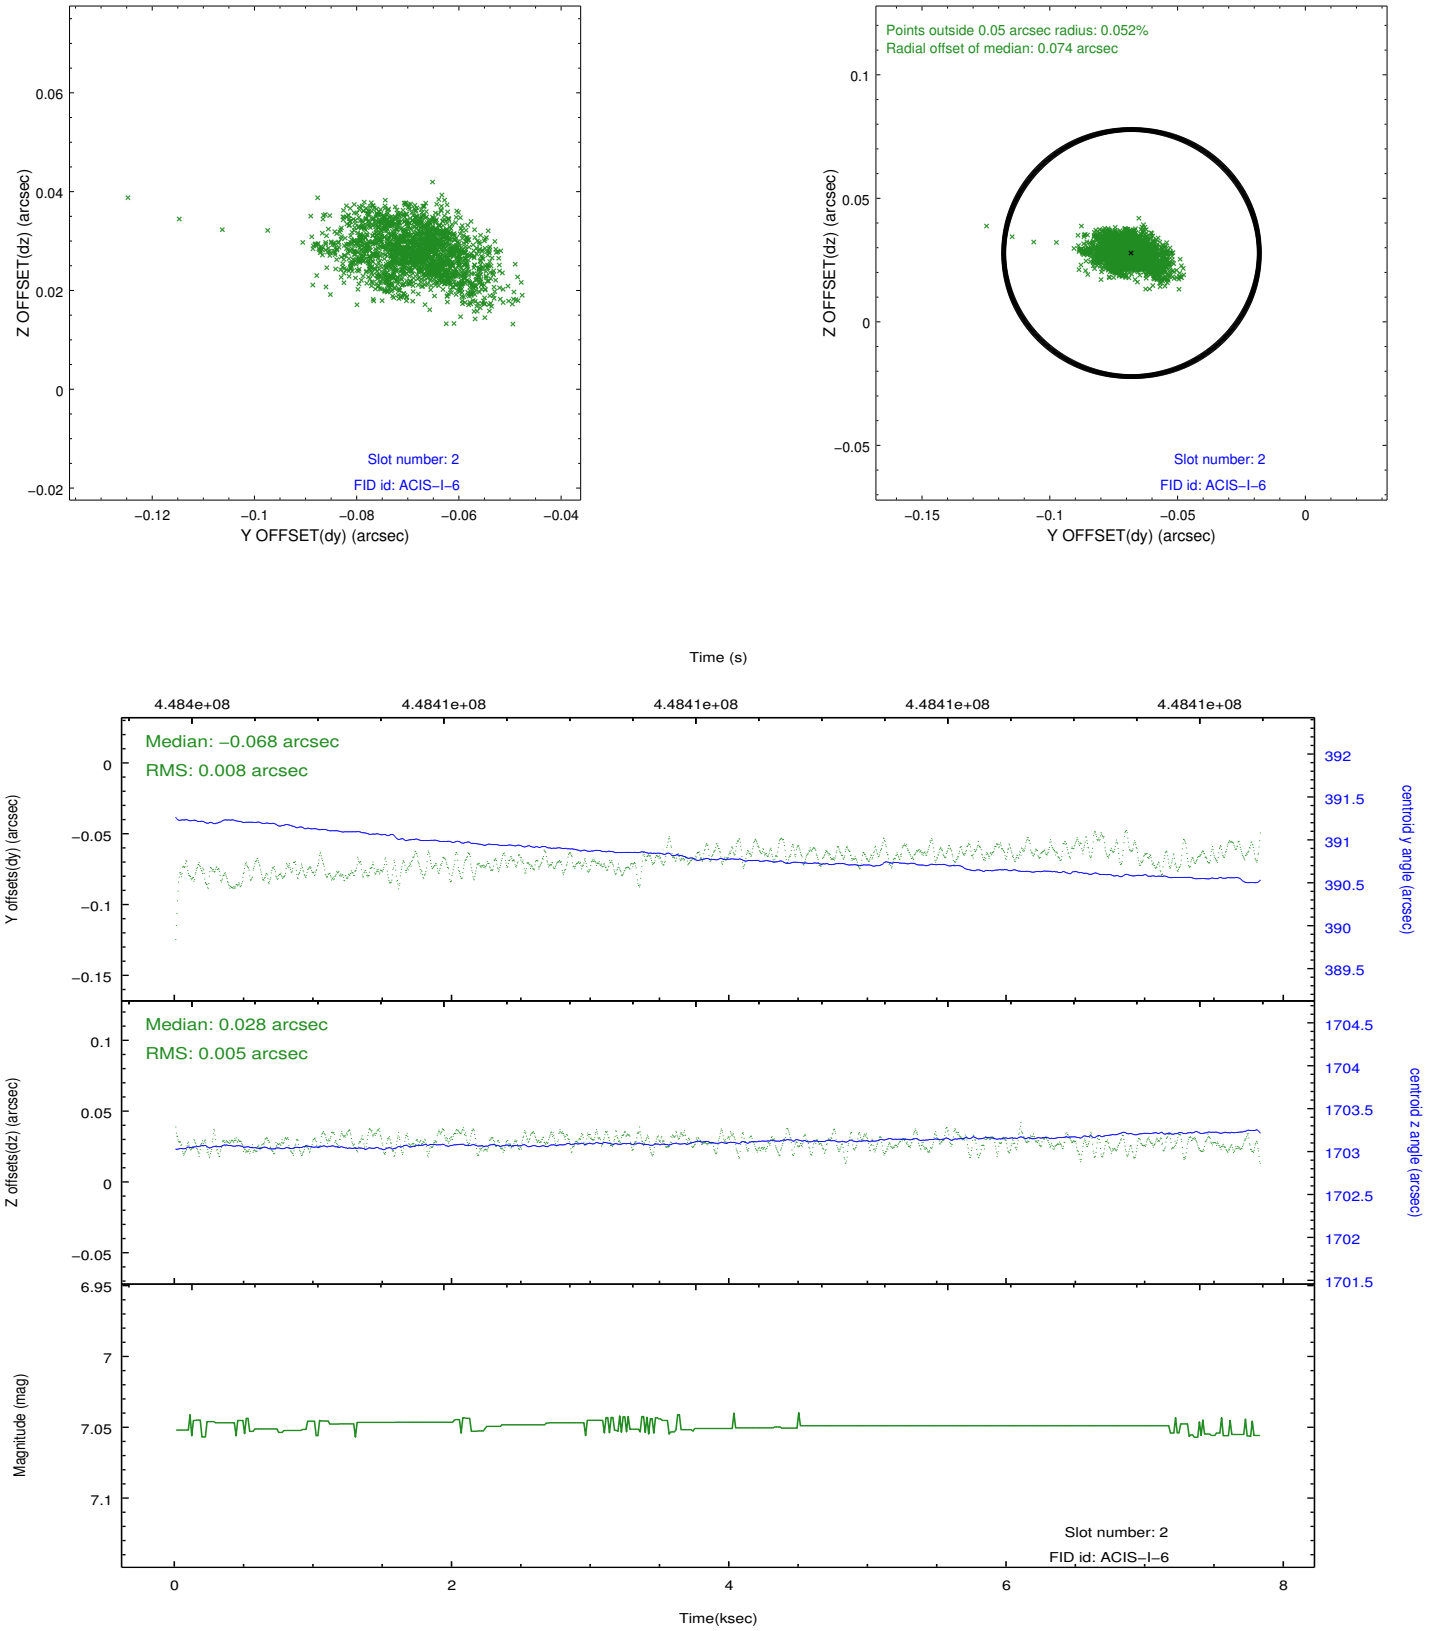 0.06
0.04
0.02
0
−0.02
Z OFFSET(dz) (arcsec)
Slot number: 2
FID id: ACIS−I−6
−0.12 −0.1 −0.08 −0.06 −0.04
Y OFFSET(dy) (arcsec)
Points outside 0.05 arcsec radius: 0.052%
Radial offset of median: 0.074 arcsec
0.1
0.05
0
−0.05
Z OFFSET(dz) (arcsec)
Slot number: 2
FID id: ACIS−I−6
−0.15 −0.1 −0.05 0
Y OFFSET(dy) (arcsec)
Time (s)
4.484e+08 4.4841e+08 4.4841e+08 4.4841e+08 4.4841e+08
Median: −0.068 arcsec
RMS: 0.008 arcsec
0
−0.05
−0.1
−0.15
Y offsets(dy) (arcsec)
392
391.5
391
390.5
390
389.5
centroid y angle (arcsec)
Median: 0.028 arcsec
RMS: 0.005 arcsec
0.1
0.05
0
−0.05
Z offsets(dz) (arcsec)
1704.5
1704
1703.5
1703
1702.5
1702
1701.5
centroid z angle (arcsec)
6.95
7
7.05
7.1
Magnitude (mag)
Slot number: 2
FID id: ACIS−I−6
0 2 4 6 8
Time(ksec)